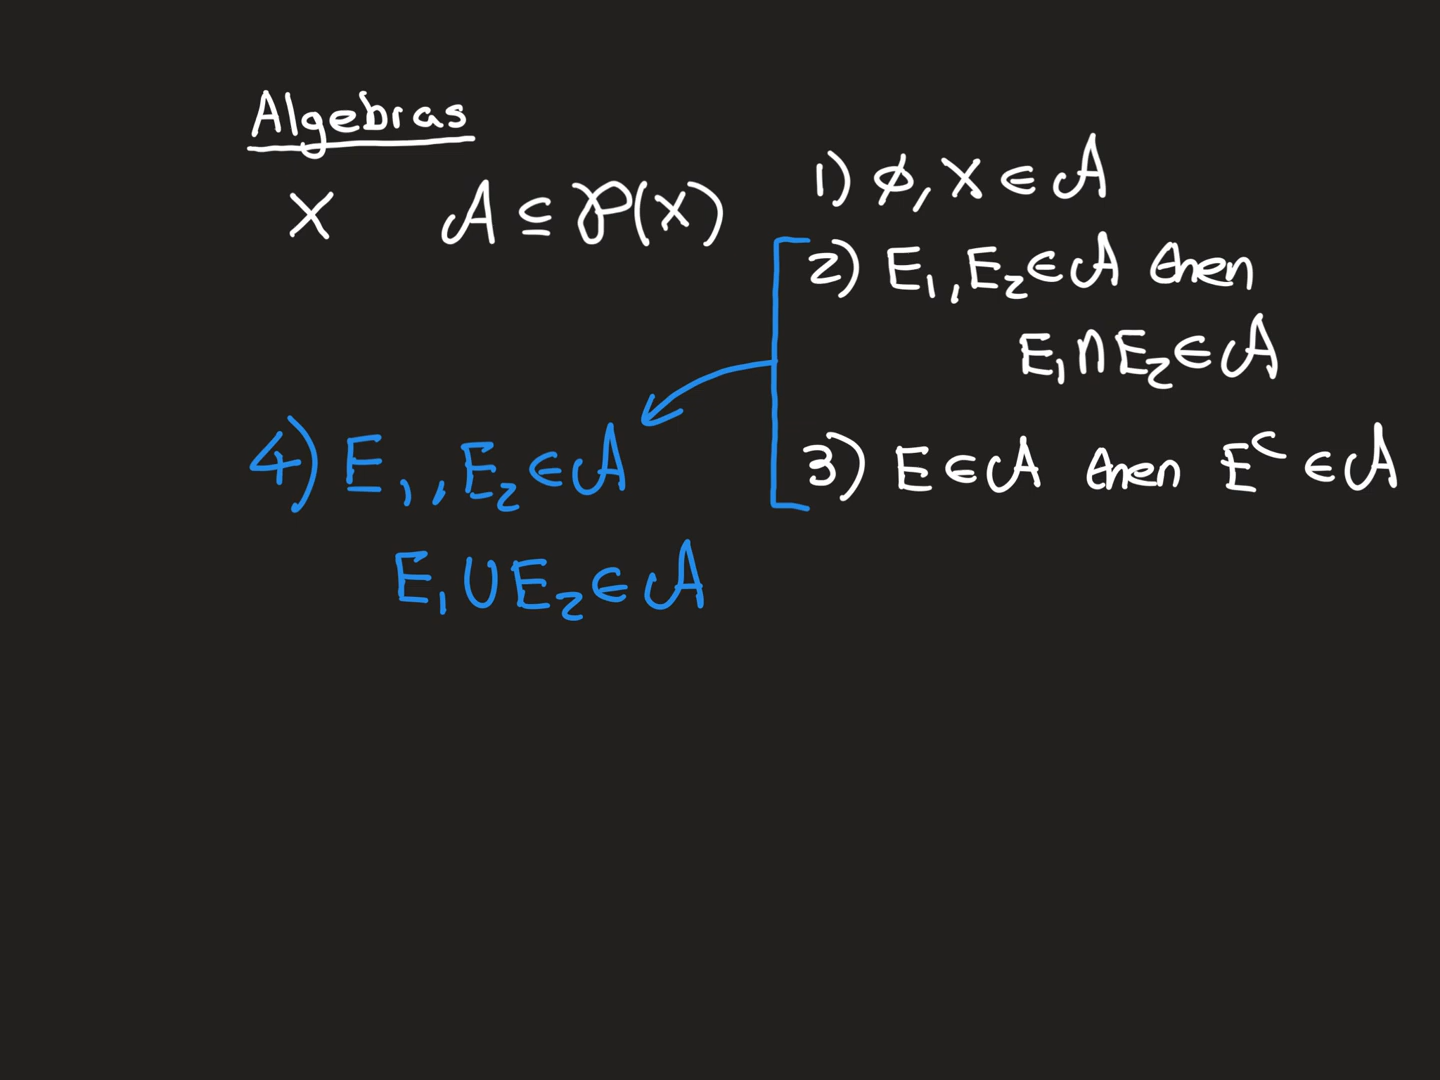 Algebras
X    𝒜 ⊆ 𝒫(X)
1) ∅, X ∈ 𝒜
2) E₁, E₂ ∈ 𝒜 then
E₁ ∩ E₂ ∈ 𝒜
3) E ∈ 𝒜 then Eᶜ ∈ 𝒜
4) E₁, E₂ ∈ 𝒜
E₁ ∪ E₂ ∈ 𝒜